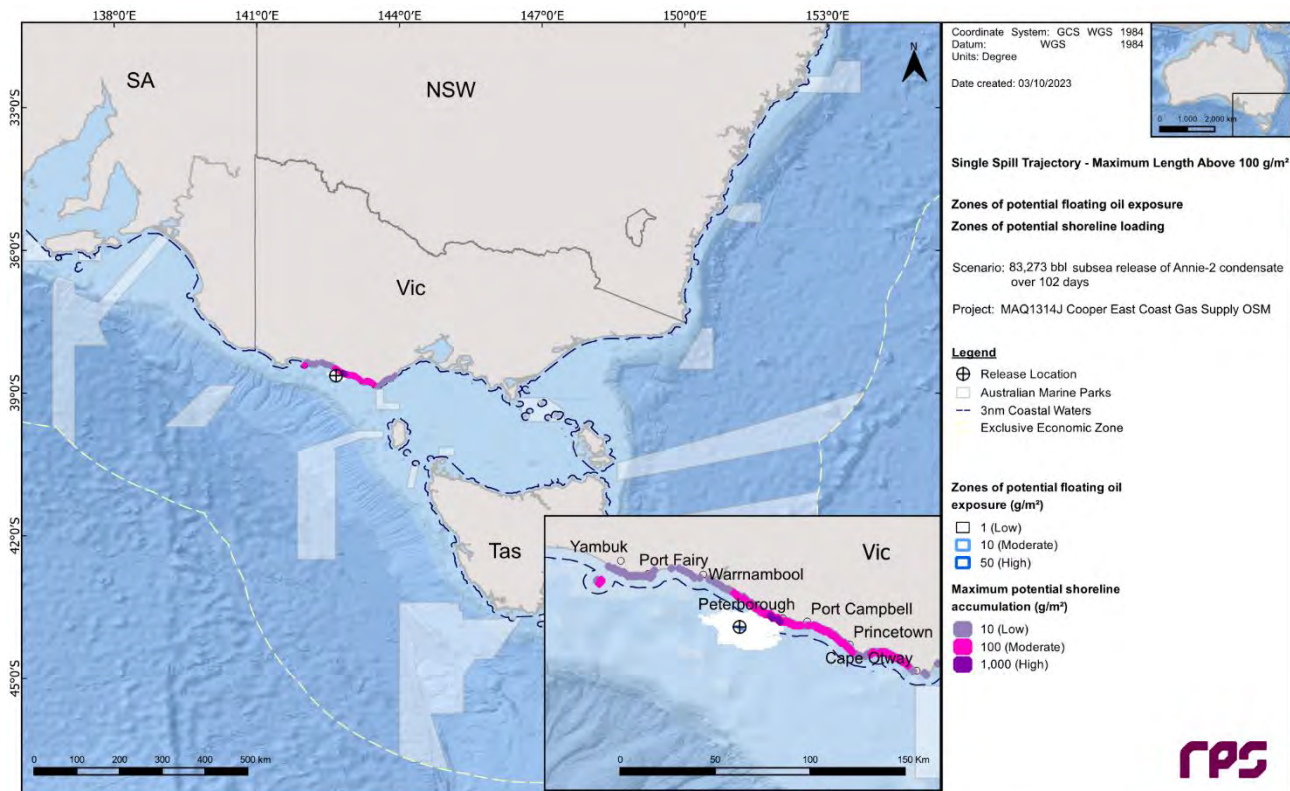 138°0'E 141°0'E 144°0'E 147°0'E 150°0'E 153°0'E
33°0'S
36°0'S
39°0'S
42°0'S
45°0'S
SA
NSW
Vic
Tas
N
0 100 200 300 400 500 km
Vic
Yambuk
Port Fairy
Warrnambool
Peterborough
Port Campbell
Princetown
Cape Otway
0 50 100 150 Km
Coordinate System: GCS WGS 1984
Datum: WGS 1984
Units: Degree
Date created: 03/10/2023
0 1,000 2,000 km
Single Spill Trajectory - Maximum Length Above 100 g/m²
Zones of potential floating oil exposure
Zones of potential shoreline loading
Scenario: 83,273 bbl subsea release of Annie-2 condensate
over 102 days
Project: MAQ1314J Cooper East Coast Gas Supply OSM
Legend
Release Location
Australian Marine Parks
3nm Coastal Waters
Exclusive Economic Zone
Zones of potential floating oil
exposure (g/m²)
1 (Low)
10 (Moderate)
50 (High)
Maximum potential shoreline
accumulation (g/m²)
10 (Low)
100 (Moderate)
1,000 (High)
rps